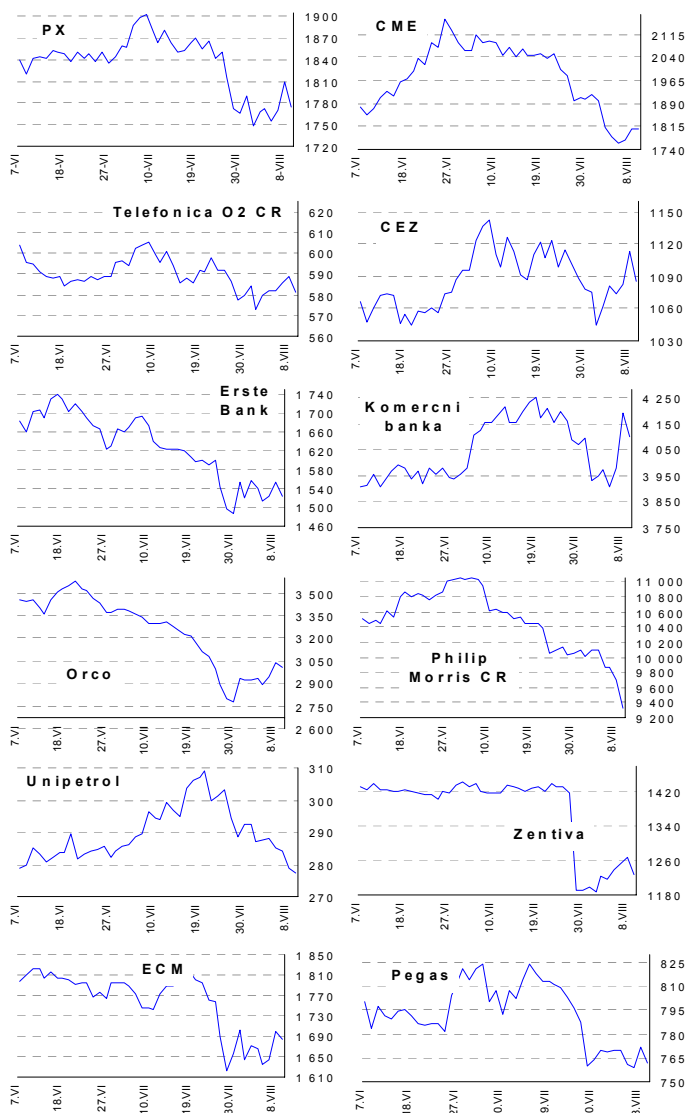 PX
1900
1870
1840
1810
1780
1750
1720
7-VI
18-VI
27-VI
10-VII
19-VII
30-VII
8-VIII
CME
2115
2040
1965
1890
1815
1740
7.VI
18.VI
27.VI
10.VII
19.VII
30.VII
8.VIII
Telefonica O2 CR
620
600
590
580
560
7.VI
18.VI
27.VI
10.VII
19.VII
30.VII
8.VIII
CEZ
1150
1120
1090
1060
1030
7.VI
18.VI
27.VI
10.VII
19.VII
30.VII
8.VIII
Erste
Bank
1 740
1 700
1 660
1 620
1 580
1 540
1 500
1 460
7.VI
18.VI
27.VI
10.VII
19.VII
30.VII
8.VIII
Komercni
banka
4 250
4 150
4 050
3 950
3 850
3 750
7.VI
18.VI
27.VI
10.VII
19.VII
30.VII
8.VIII
Orco
3 500
3 350
3 200
3 050
2 900
2 750
2 600
7.VI
18.VI
27.VI
10.VII
19.VII
30.VII
8.VIII
Philip
Morris CR
11 000
10 800
10 600
10 400
10 200
10 000
9 800
9 600
9 400
9 200
7.VI
18.VI
27.VI
10.VII
19.VII
30.VII
8.VIII
Unipetrol
310
300
290
280
270
7.VI
18.VI
27.VI
10.VII
19.VII
30.VII
8.VIII
Zentiva
1420
1340
1260
1180
7.VI
18.VI
27.VI
10.VII
19.VII
30.VII
8.VIII
ECM
1 850
1 810
1 770
1 730
1 690
1 650
1 610
7.VI
18.VI
27.VI
10.VII
19.VII
30.VII
8.VIII
Pegas
825
810
795
780
765
750
7.VI
18.VI